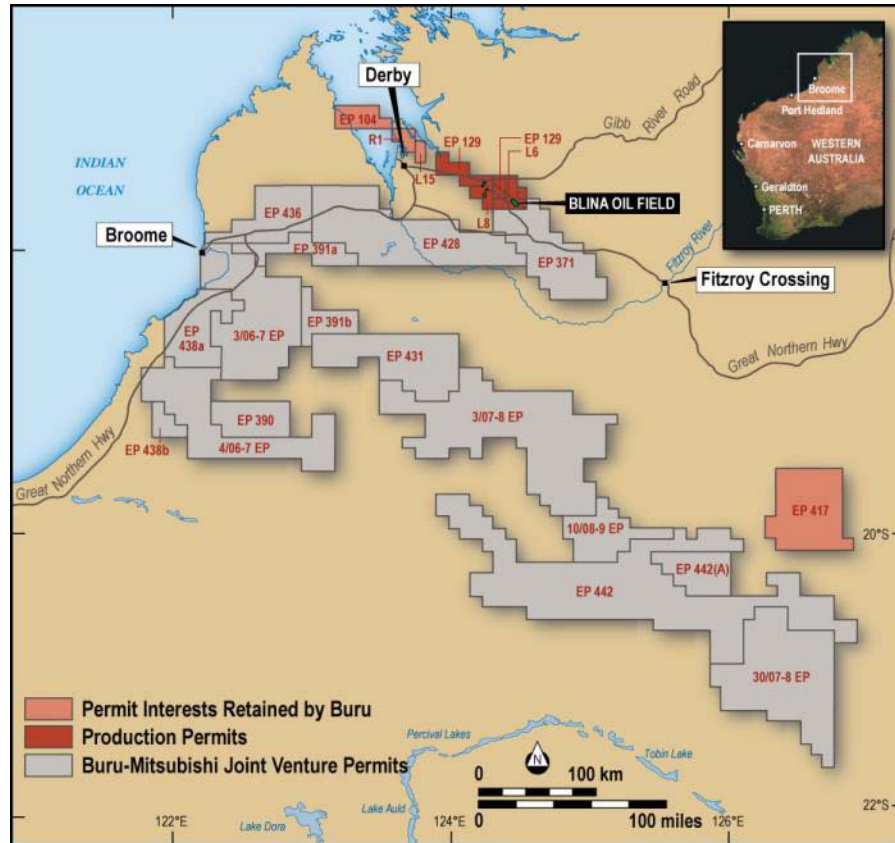 Derby
Broome
Port Hedland
WESTERN
AUSTRALIA
Carnarvon
Geraldton
PERTH
Gibb River Road
EP 104
R1
EP 129
EP 129
L6
L15
INDIAN
OCEAN
BLINA OIL FIELD
L8
EP 436
Broome
EP 391a
EP 428
EP 371
Fitzroy River
Fitzroy Crossing
EP
438a
3/06-7 EP
EP 391b
EP 431
Great Northern Hwy
EP 390
3/07-8 EP
EP 438b
4/06-7 EP
Great Northern Hwy
EP 417
10/08-9 EP
20°S
EP 442(A)
EP 442
30/07-8 EP
Permit Interests Retained by Buru
Production Permits
Buru-Mitsubishi Joint Venture Permits
Percival Lakes
Tobin Lake
N
0 100 km
0 100 miles
Lake Auld
Lake Dora
22°S
122°E
124°E
126°E